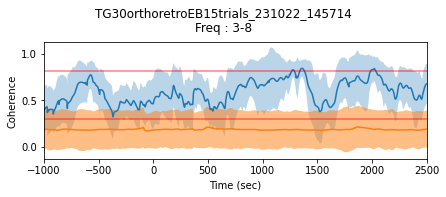 TG30orthoretroEB15trials_231022_145714
Freq : 3-8
Coherence
1.0
0.5
0.0
−1000 −500 0 500 1000 1500 2000 2500
Time (sec)